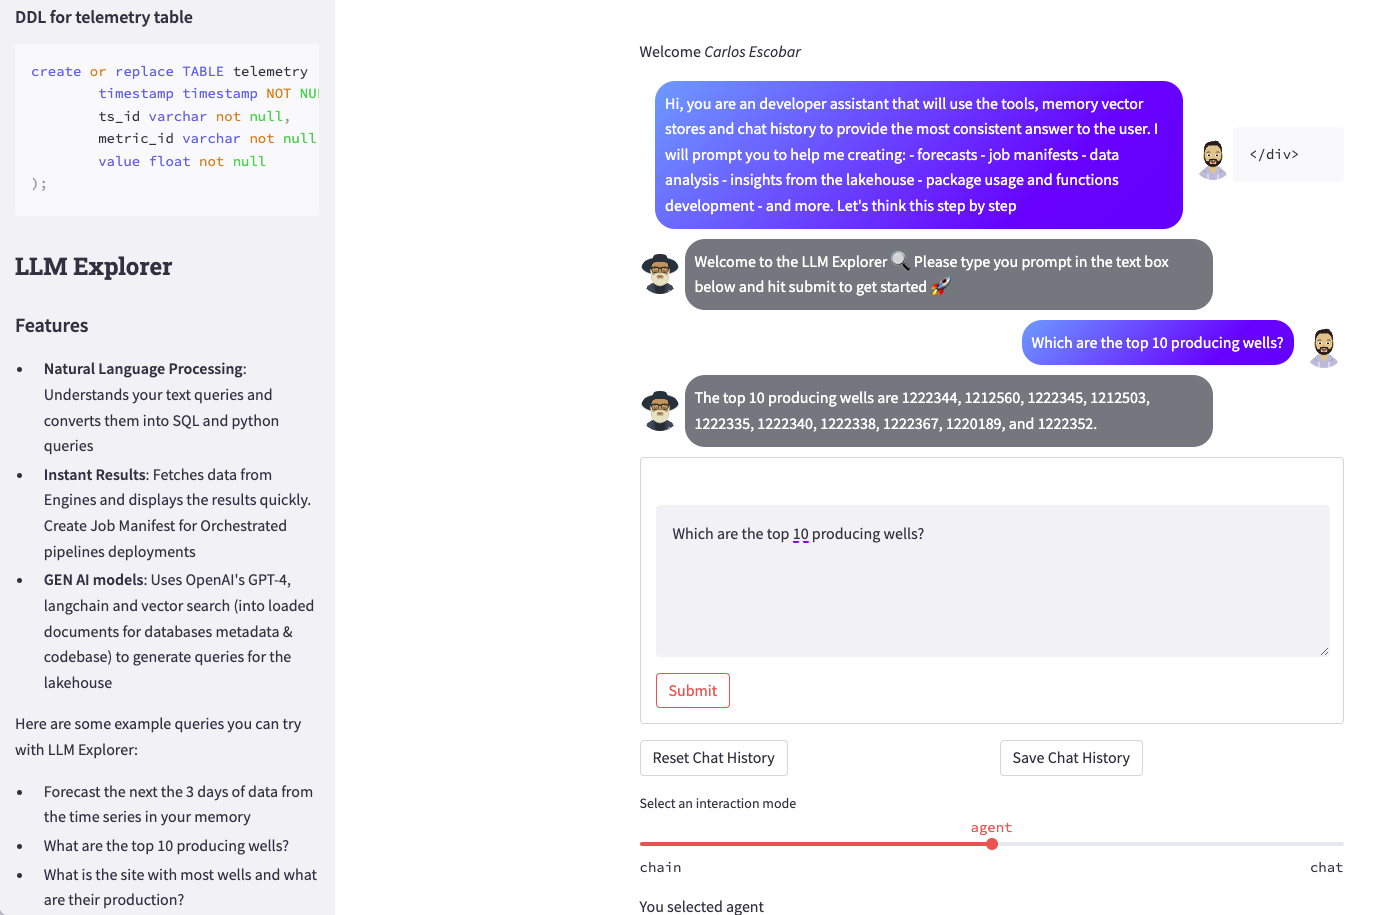 DDL for telemetry table
create or replace TABLE telemetry
timestamp timestamp NOT NU
ts_id varchar not null,
metric_id varchar not null
value float not null
);
LLM Explorer
Features
• Natural Language Processing:
Understands your text queries and
converts them into SQL and python
queries
• Instant Results: Fetches data from
Engines and displays the results quickly.
Create Job Manifest for Orchestrated
pipelines deployments
• GEN AI models: Uses OpenAI's GPT-4,
langchain and vector search (into loaded
documents for databases metadata &
codebase) to generate queries for the
lakehouse
Here are some example queries you can try
with LLM Explorer:
• Forecast the next the 3 days of data from
the time series in your memory
• What are the top 10 producing wells?
• What is the site with most wells and what
are their production?
Welcome Carlos Escobar
Hi, you are an developer assistant that will use the tools, memory vector
stores and chat history to provide the most consistent answer to the user. I
will prompt you to help me creating: - forecasts - job manifests - data
analysis - insights from the lakehouse - package usage and functions
development - and more. Let's think this step by step
</div>
Welcome to the LLM Explorer 🔍 Please type you prompt in the text box
below and hit submit to get started 🚀
Which are the top 10 producing wells?
The top 10 producing wells are 1222344, 1212560, 1222345, 1212503,
1222335, 1222340, 1222338, 1222367, 1220189, and 1222352.
Which are the top 10 producing wells?
Submit
Reset Chat History
Save Chat History
Select an interaction mode
agent
chain
chat
You selected agent